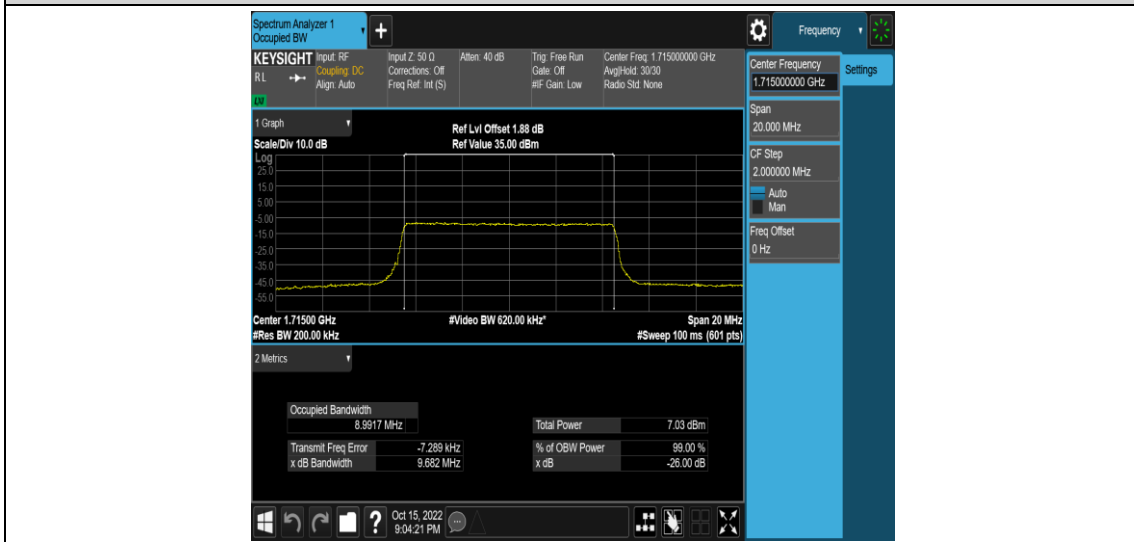 Spectrum Analyzer 1
Occupied BW
+
Frequency
KEYSIGHT
RL
LXI
Input: RF
Coupling: DC
Align: Auto
Input Z: 50 Ω
Corrections: Off
Freq Ref: Int (S)
Atten: 40 dB
Trig: Free Run
Gate: Off
#IF Gain: Low
Center Freq: 1.715000000 GHz
Avg|Hold: 30/30
Radio Std: None
Center Frequency
1.715000000 GHz
Settings
Span
20.000 MHz
CF Step
2.000000 MHz
Auto
Man
Freq Offset
0 Hz
1 Graph
Ref Lvl Offset 1.88 dB
Scale/Div 10.0 dB
Ref Value 35.00 dBm
Log
25.0
15.0
5.00
-5.00
-15.0
-25.0
-35.0
-45.0
-55.0
Center 1.71500 GHz
#Video BW 620.00 kHz*
Span 20 MHz
#Res BW 200.00 kHz
#Sweep 100 ms (601 pts)
2 Metrics
Occupied Bandwidth
8.9917 MHz
Total Power 7.03 dBm
Transmit Freq Error -7.289 kHz
% of OBW Power 99.00 %
x dB Bandwidth 9.682 MHz
x dB -26.00 dB
?
Oct 15, 2022
9:04:21 PM